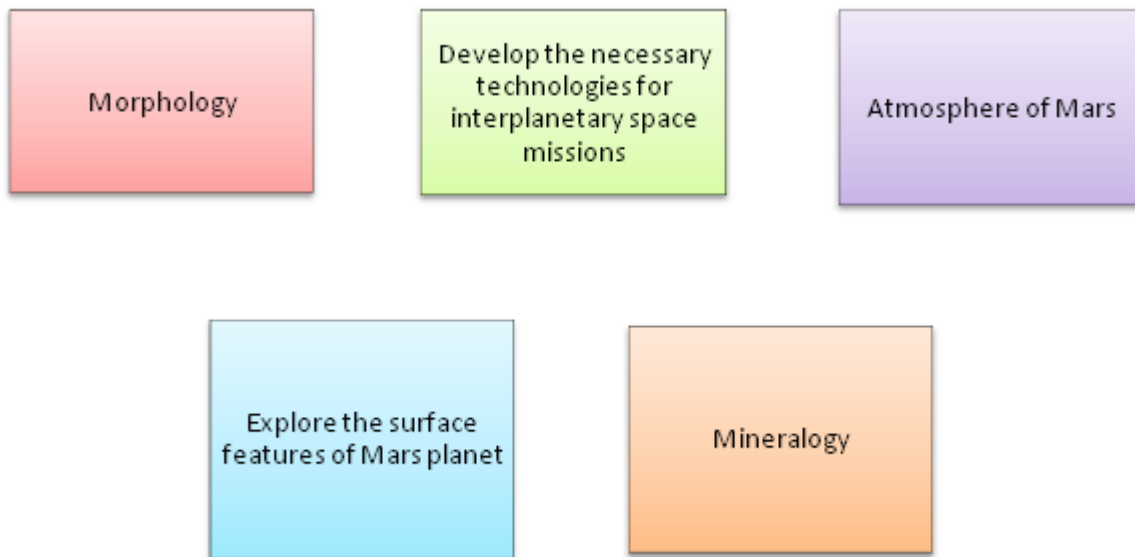 Morphology
Develop the necessary
technologies for
interplanetary space
missions
Atmosphere of Mars
Explore the surface
features of Mars planet
Mineralogy